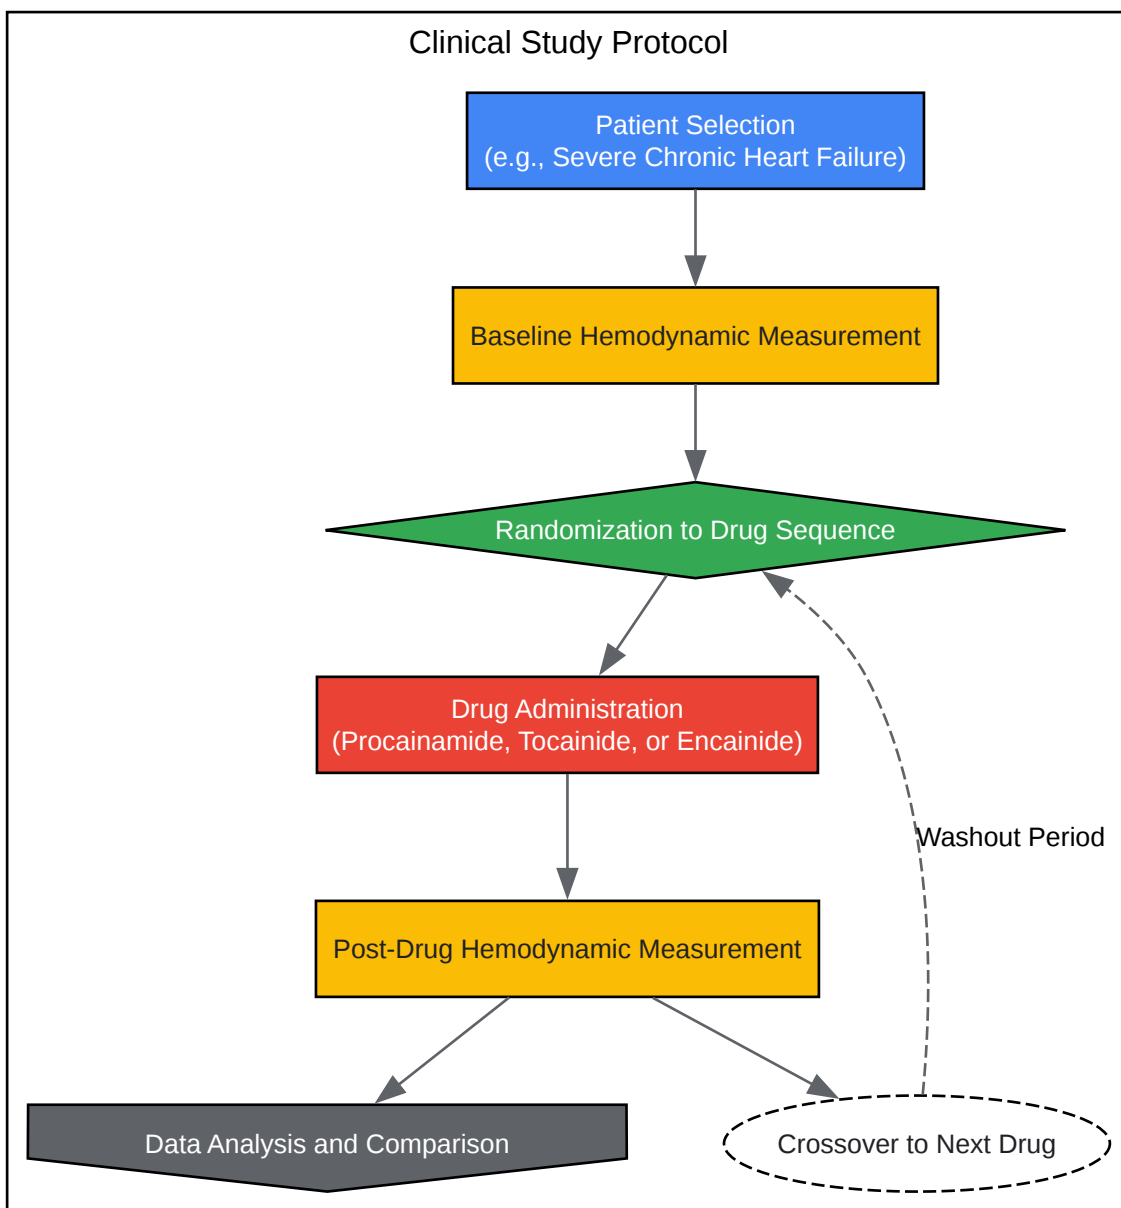 Clinical Study Protocol
Patient Selection
(e.g., Severe Chronic Heart Failure)
Baseline Hemodynamic Measurement
Randomization to Drug Sequence
Drug Administration
(Procainamide, Tocainide, or Encainide)
Washout Period
Post-Drug Hemodynamic Measurement
Data Analysis and Comparison
Crossover to Next Drug